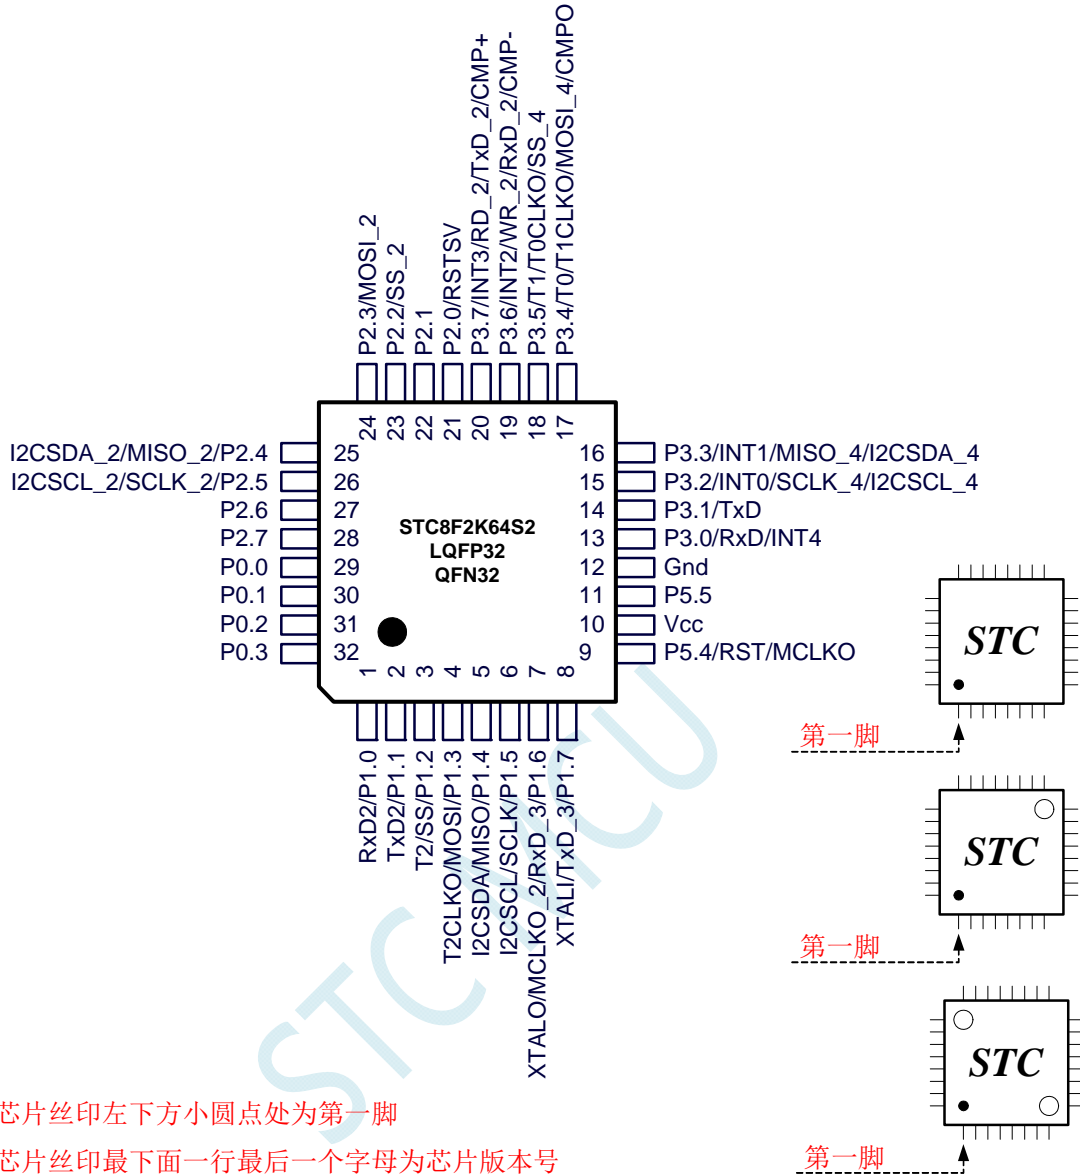 P2.3/MOSI_2
P2.2/SS_2
P2.1
P2.0/RSTSV
P3.7/INT3/RD_2/TxD_2/CMP+
P3.6/INT2/WR_2/RxD_2/CMP-
P3.5/T1/T0CLKO/SS_4
P3.4/T0/T1CLKO/MOSI_4/CMPO
24
23
22
21
20
19
18
17
I2CSDA_2/MISO_2/P2.4
25
I2CSCL_2/SCLK_2/P2.5
26
P2.6
27
P2.7
28
P0.0
29
P0.1
30
P0.2
31
P0.3
32
STC8F2K64S2
LQFP32
QFN32
16
P3.3/INT1/MISO_4/I2CSDA_4
15
P3.2/INT0/SCLK_4/I2CSCL_4
14
P3.1/TxD
13
P3.0/RxD/INT4
12
Gnd
11
P5.5
10
Vcc
9
P5.4/RST/MCLKO
1
2
3
4
5
6
7
8
RxD2/P1.0
TxD2/P1.1
T2/SS/P1.2
T2CLKO/MOSI/P1.3
I2CSDA/MISO/P1.4
I2CSCL/SCLK/P1.5
XTALO/MCLKO_2/RxD_3/P1.6
XTALI/TxD_3/P1.7
STC
第一脚
STC
第一脚
STC
第一脚
STC MCU
芯片丝印左下方小圆点处为第一脚
芯片丝印最下面一行最后一个字母为芯片版本号